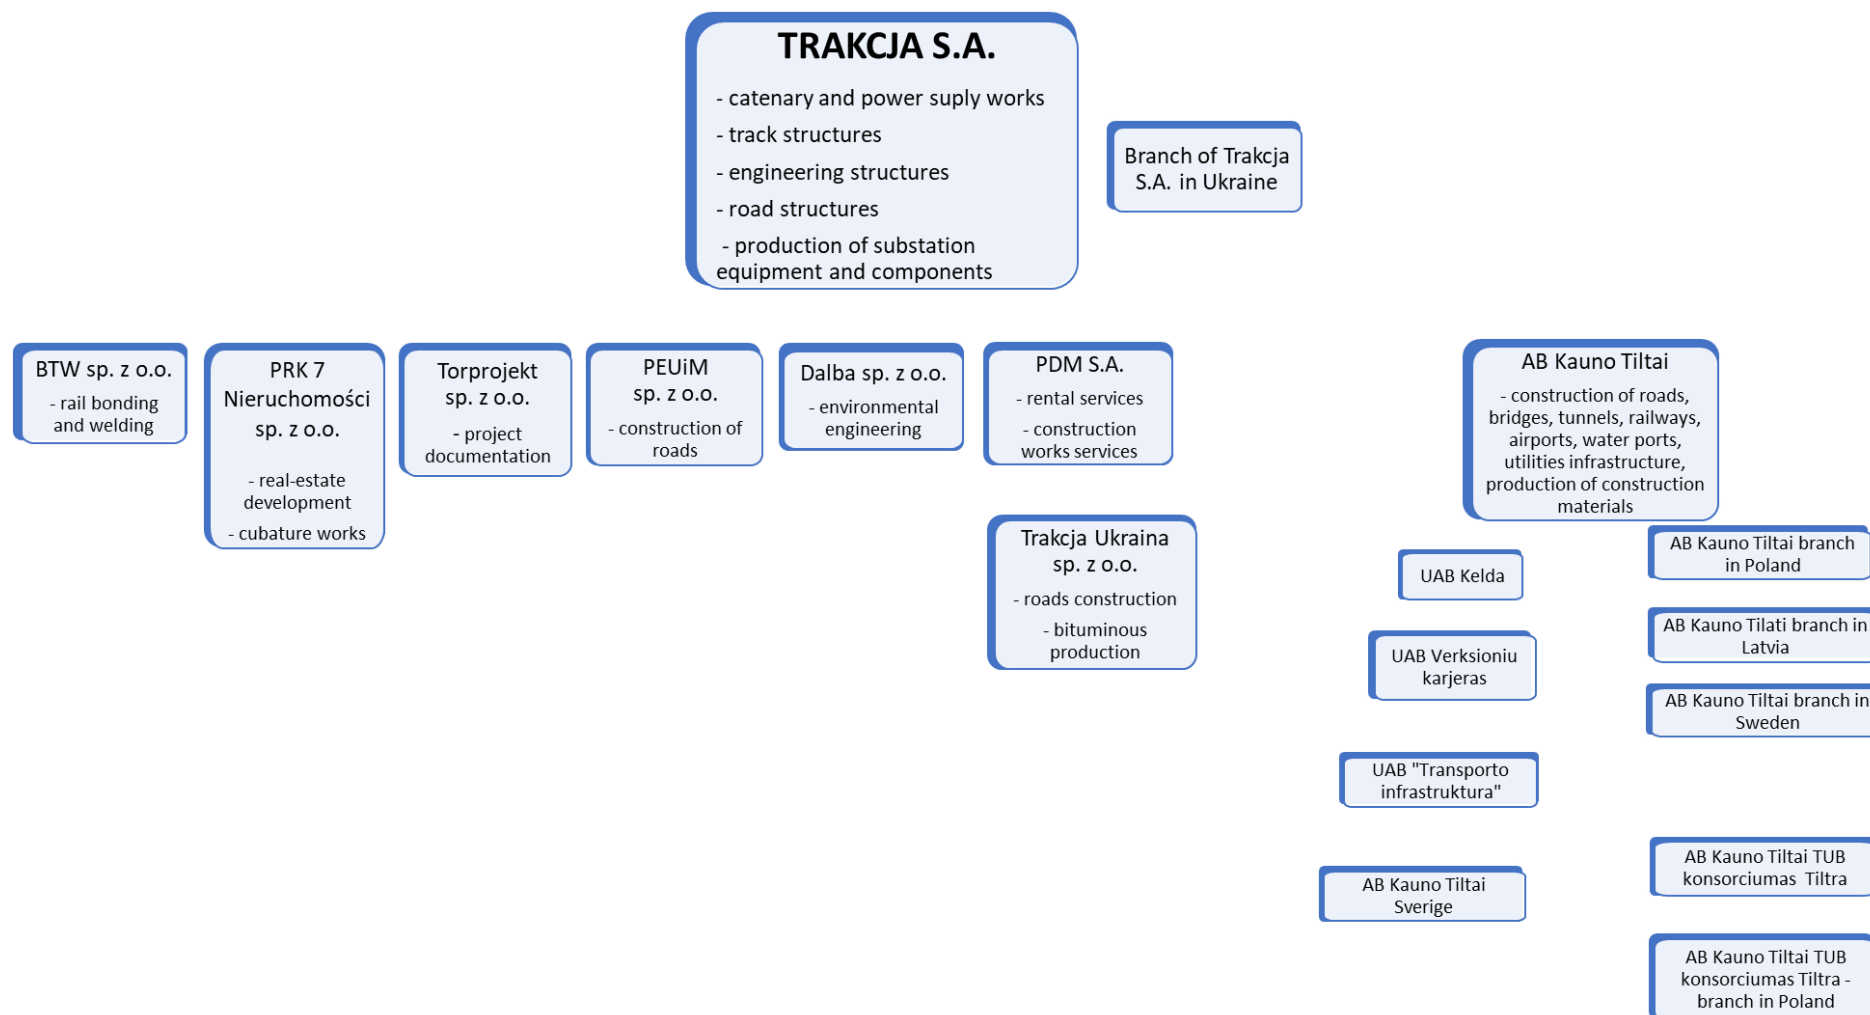 TRAKCJA S.A.
- catenary and power suply works
- track structures
- engineering structures
- road structures
- production of substation
equipment and components
Branch of Trakcja
S.A. in Ukraine
BTW sp. z o.o.
- rail bonding
and welding
PRK 7
Nieruchomości
sp. z o.o.
- real-estate
development
- cubature works
Torprojekt
sp. z o.o.
- project
documentation
PEUiM
sp. z o.o.
- construction of
roads
Dalba sp. z o.o.
- environmental
engineering
PDM S.A.
- rental services
- construction
works services
Trakcja Ukraina
sp. z o.o.
- roads construction
- bituminous
production
AB Kauno Tiltai
- construction of roads,
bridges, tunnels, railways,
airports, water ports,
utilities infrastructure,
production of construction
materials
UAB Kelda
UAB Verksioniu
karjeras
UAB "Transporto
infrastruktura"
AB Kauno Tiltai
Sverige
AB Kauno Tiltai branch
in Poland
AB Kauno Tilati branch in
Latvia
AB Kauno Tiltai branch in
Sweden
AB Kauno Tiltai TUB
konsorciumas Tiltra
AB Kauno Tiltai TUB
konsorciumas Tiltra -
branch in Poland